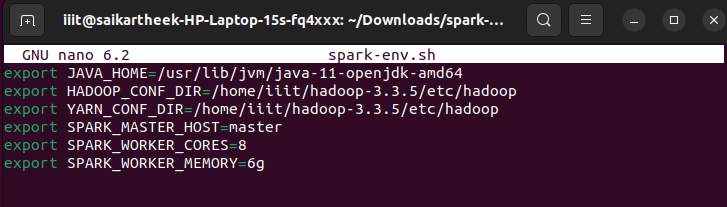 iiit@saikartheek-HP-Laptop-15s-fq4xxx: ~/Downloads/spark-...
GNU nano 6.2 spark-env.sh
export JAVA_HOME=/usr/lib/jvm/java-11-openjdk-amd64
export HADOOP_CONF_DIR=/home/iiit/hadoop-3.3.5/etc/hadoop
export YARN_CONF_DIR=/home/iiit/hadoop-3.3.5/etc/hadoop
export SPARK_MASTER_HOST=master
export SPARK_WORKER_CORES=8
export SPARK_WORKER_MEMORY=6g